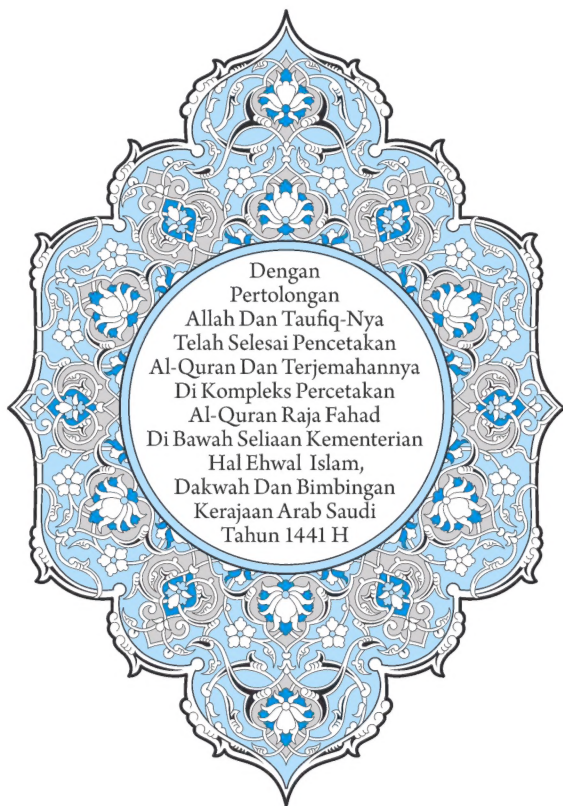 Dengan
Pertolongan
Allah Dan Taufiq-Nya
Telah Selesai Pencetakan
Al-Quran Dan Terjemahannya
Di Kompleks Percetakan
Al-Quran Raja Fahad
Di Bawah Seliaan Kementerian
Hal Ehwal Islam,
Dakwah Dan Bimbingan
Kerajaan Arab Saudi
Tahun 1441 H